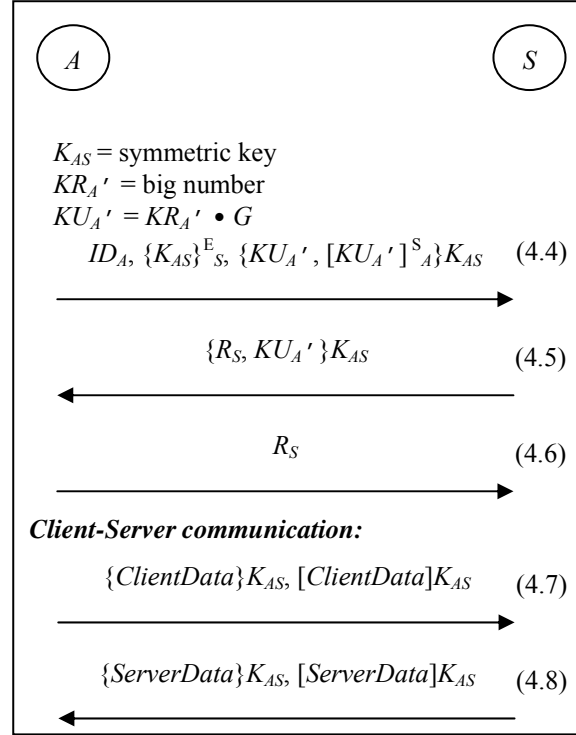 A S
K_AS = symmetric key
KR_A′ = big number
KU_A′ = KR_A′ • G
ID_A, {K_AS}^E_S, {KU_A′, [KU_A′]^S_A}K_AS (4.4)
{R_S, KU_A′}K_AS (4.5)
R_S (4.6)
Client-Server communication:
{ClientData}K_AS, [ClientData]K_AS (4.7)
{ServerData}K_AS, [ServerData]K_AS (4.8)